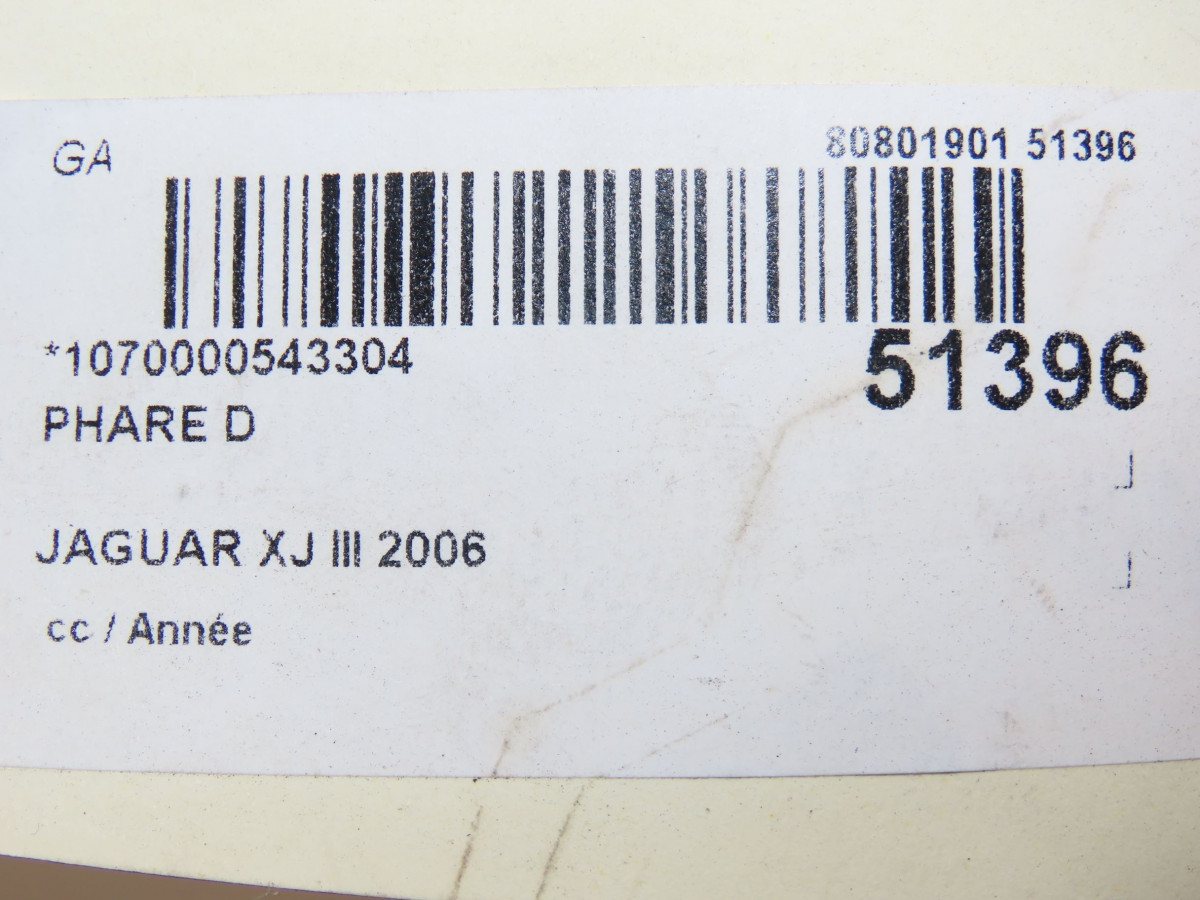 GA
80801901 51396
*1070000543304
51396
PHARE D
JAGUAR XJ III 2006
cc / Année